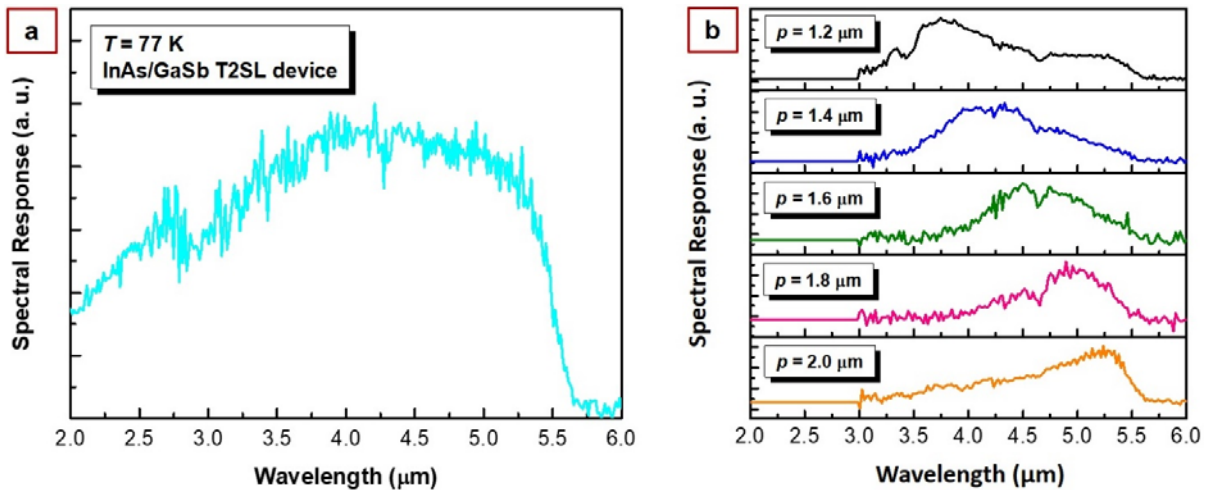 a
T = 77 K
InAs/GaSb T2SL device
Spectral Response (a. u.)
2.0 2.5 3.0 3.5 4.0 4.5 5.0 5.5 6.0
Wavelength (μm)
b
p = 1.2 μm
p = 1.4 μm
p = 1.6 μm
p = 1.8 μm
p = 2.0 μm
Spectral Response (a. u.)
2.0 2.5 3.0 3.5 4.0 4.5 5.0 5.5 6.0
Wavelength (μm)